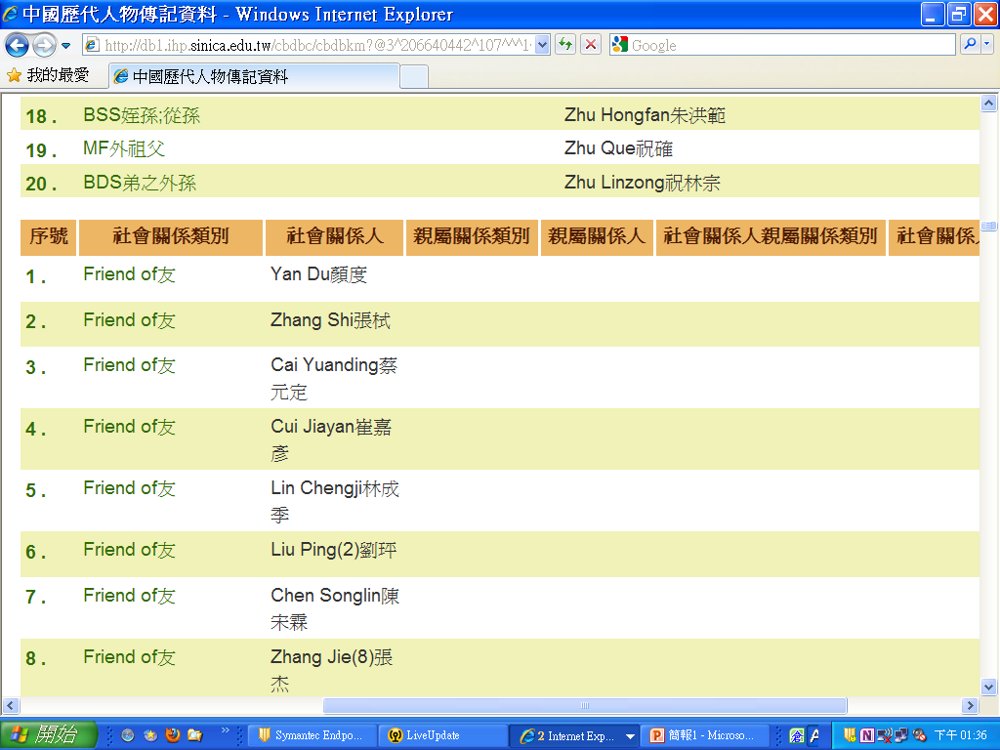 中國歷代人物傳記資料 - Windows Internet Explorer
http://db1.ihp.sinica.edu.tw/cbdbc/cbdbkm?@3^206640442^107^^^1
Google
我的最愛
中國歷代人物傳記資料
18 . BSS姪孫;從孫 Zhu Hongfan朱洪範
19 . MF外祖父 Zhu Que祝確
20 . BDS弟之外孫 Zhu Linzong祝林宗
序號 社會關係類別 社會關係人 親屬關係類別 親屬關係人 社會關係人親屬關係類別 社會關係人
1 . Friend of友 Yan Du顏度
2 . Friend of友 Zhang Shi張栻
3 . Friend of友 Cai Yuanding蔡
元定
4 . Friend of友 Cui Jiayan崔嘉
彥
5 . Friend of友 Lin Chengji林成
季
6 . Friend of友 Liu Ping(2)劉玶
7 . Friend of友 Chen Songlin陳
宋霖
8 . Friend of友 Zhang Jie(8)張
杰
開始 Symantec Endpo... LiveUpdate 2 Internet Exp... 簡報1 - Microso... 下午 01:36